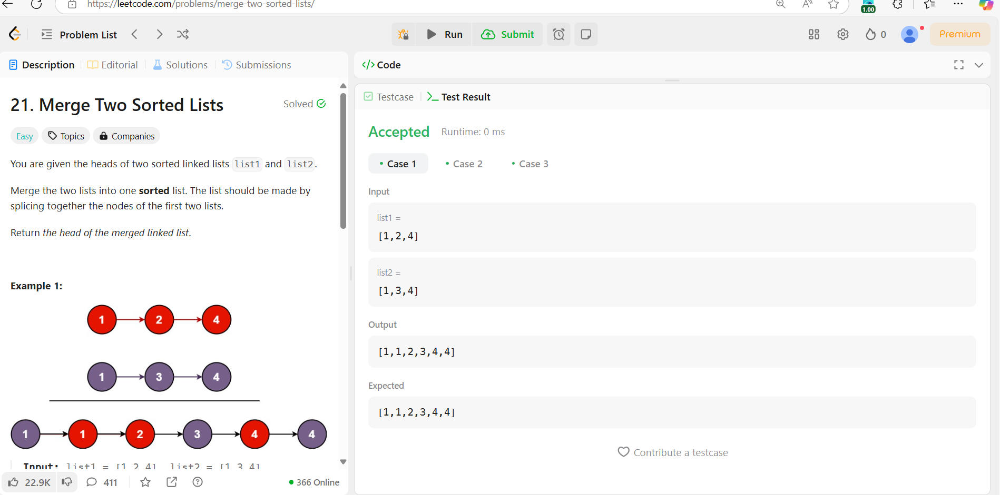 https://leetcode.com/problems/merge-two-sorted-lists/
1.00
Problem List
Run
Submit
0
Premium
Description
Editorial
Solutions
Submissions
</> Code
21. Merge Two Sorted Lists
Solved
Easy
Topics
Companies
You are given the heads of two sorted linked lists list1 and list2.
Merge the two lists into one sorted list. The list should be made by
splicing together the nodes of the first two lists.
Return the head of the merged linked list.
Example 1:
1 2 4
1 3 4
1 1 2 3 4 4
Input: list1 = [1,2,4], list2 = [1,3,4]
22.9K
411
366 Online
Testcase
Test Result
Accepted
Runtime: 0 ms
Case 1
Case 2
Case 3
Input
list1 =
[1,2,4]
list2 =
[1,3,4]
Output
[1,1,2,3,4,4]
Expected
[1,1,2,3,4,4]
Contribute a testcase